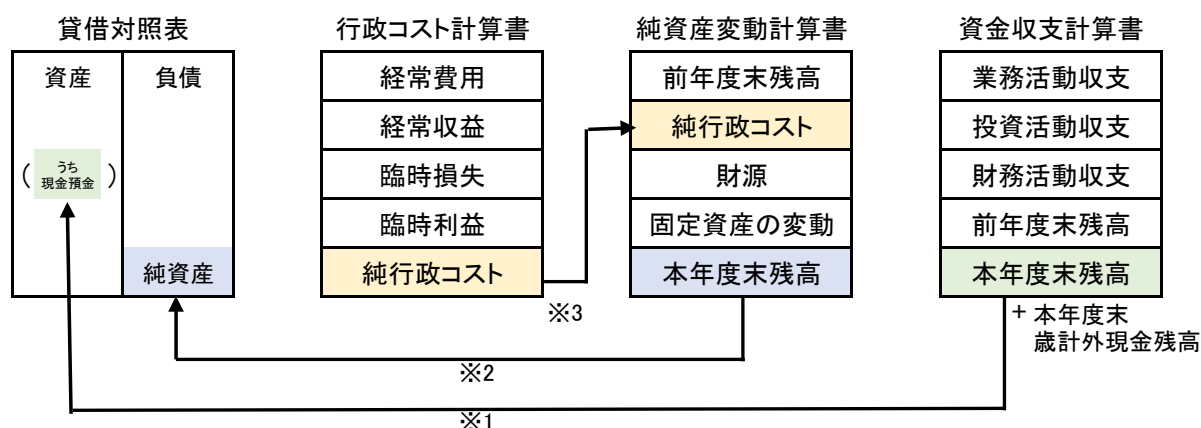 貸借対照表
資産
負債
(うち
現金預金)
純資産
行政コスト計算書
経常費用
経常収益
臨時損失
臨時利益
純行政コスト
※3
純資産変動計算書
前年度末残高
純行政コスト
財源
固定資産の変動
本年度末残高
※2
資金収支計算書
業務活動収支
投資活動収支
財務活動収支
前年度末残高
本年度末残高
+ 本年度末
歳計外現金残高
※1